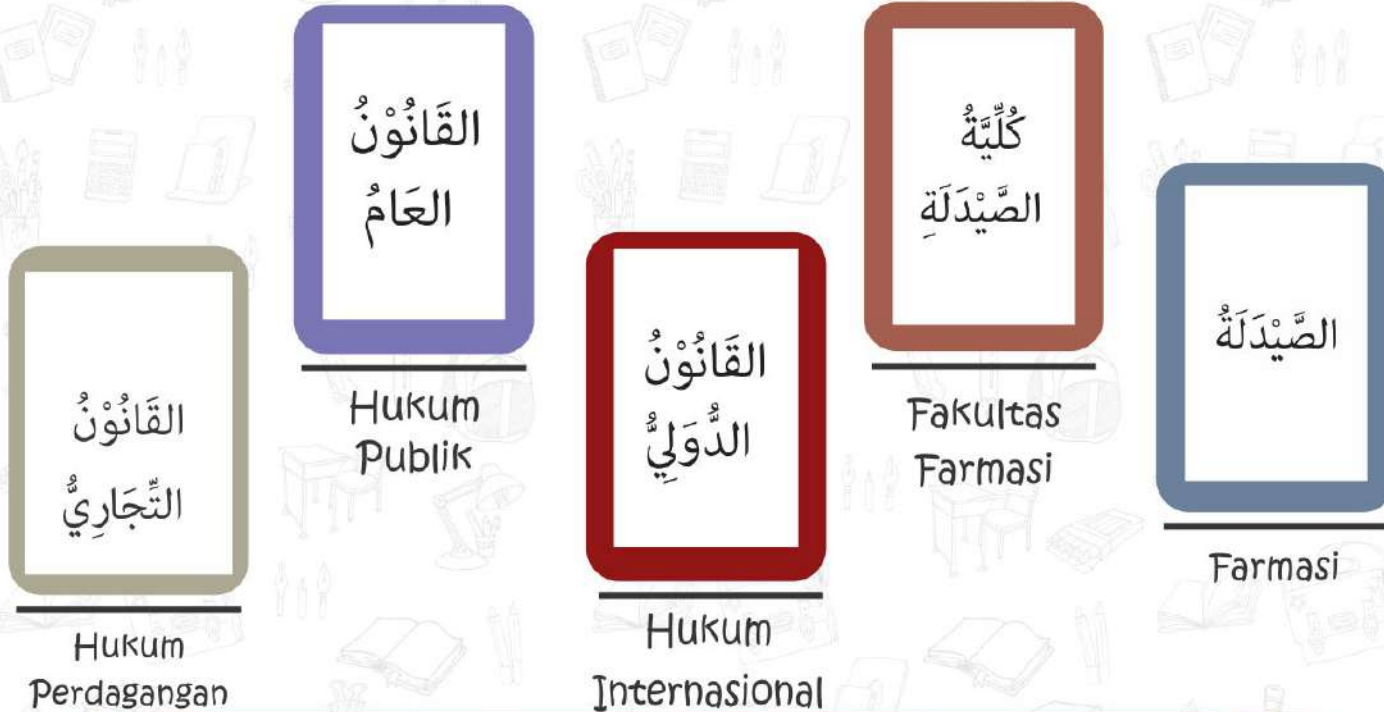 القَانُوْنُ
التِّجَارِيُّ
Hukum
Perdagangan
القَانُوْنُ
العَامُ
Hukum
Publik
القَانُوْنُ
الدُّوَلِيُّ
Hukum
Internasional
كُلِّيَّةُ
الصَّيْدَلَةِ
Fakultas
Farmasi
الصَّيْدَلَةُ
Farmasi